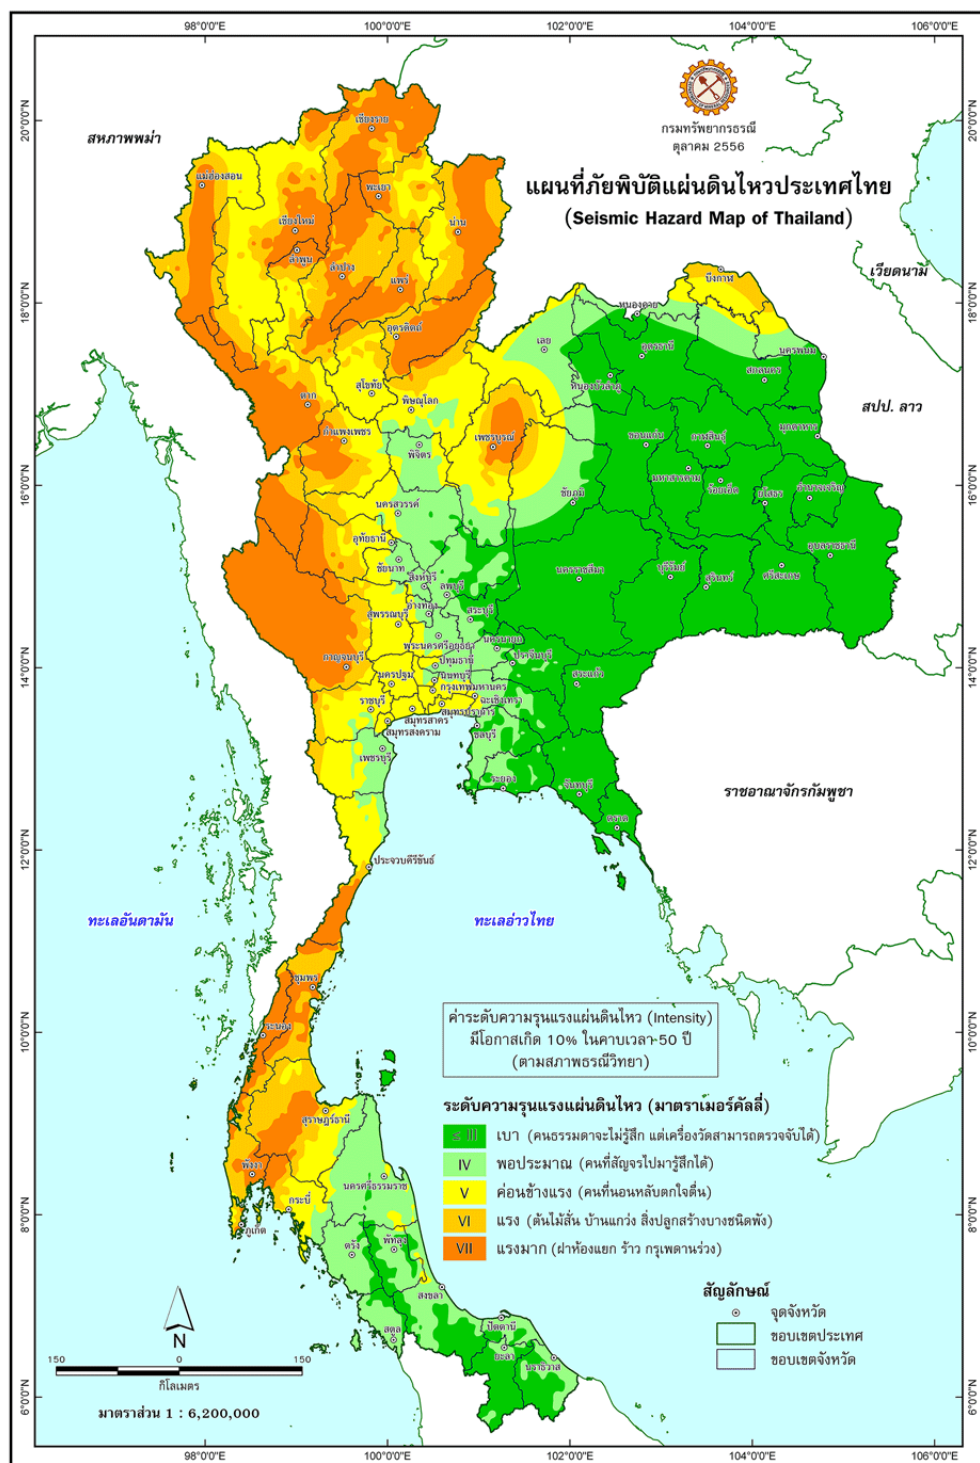 98°0'0"E
100°0'0"E
102°0'0"E
104°0'0"E
106°0'0"E
20°0'0"N
18°0'0"N
16°0'0"N
14°0'0"N
12°0'0"N
10°0'0"N
8°0'0"N
6°0'0"N
20°0'0"N
18°0'0"N
16°0'0"N
14°0'0"N
12°0'0"N
10°0'0"N
8°0'0"N
6°0'0"N
กรมทรัพยากรธรณี
ตุลาคม 2556
แผนที่ภัยพิบัติแผ่นดินไหวประเทศไทย
(Seismic Hazard Map of Thailand)
สหภาพพม่า
เวียดนาม
สปป. ลาว
ราชอาณาจักรกัมพูชา
ทะเลอันดามัน
ทะเลอ่าวไทย
เชียงราย
แม่ฮ่องสอน
พะเยา
เชียงใหม่
น่าน
ลำพูน
ลำปาง
แพร่
อุตรดิตถ์
บึงกาฬ
หนองคาย
เลย
อุดรธานี
นครพนม
สกลนคร
หนองบัวลำภู
สุโขทัย
ตาก
พิษณุโลก
กำแพงเพชร
พิจิตร
เพชรบูรณ์
ขอนแก่น
กาฬสินธุ์
มุกดาหาร
มหาสารคาม
ร้อยเอ็ด
ยโสธร
อำนาจเจริญ
ชัยภูมิ
นครสวรรค์
อุทัยธานี
ชัยนาท
สิงห์บุรี
ลพบุรี
อ่างทอง
สระบุรี
สุพรรณบุรี
นครราชสีมา
บุรีรัมย์
สุรินทร์
ศรีสะเกษ
อุบลราชธานี
พระนครศรีอยุธยา
นครนายก
ปราจีนบุรี
กาญจนบุรี
ปทุมธานี
นครปฐม
นนทบุรี
กรุงเทพมหานคร
สระแก้ว
ราชบุรี
ฉะเชิงเทรา
สมุทรปราการ
สมุทรสาคร
สมุทรสงคราม
ชลบุรี
เพชรบุรี
ระยอง
จันทบุรี
ตราด
ประจวบคีรีขันธ์
ชุมพร
ระนอง
สุราษฎร์ธานี
พังงา
นครศรีธรรมราช
กระบี่
ภูเก็ต
ตรัง
พัทลุง
สงขลา
สตูล
ปัตตานี
ยะลา
นราธิวาส
ค่าระดับความรุนแรงแผ่นดินไหว (Intensity)
มีโอกาสเกิด 10% ในคาบเวลา 50 ปี
(ตามสภาพธรณีวิทยา)
ระดับความรุนแรงแผ่นดินไหว (มาตราเมอร์คัลลี่)
≤ III เบา (คนธรรมดาจะไม่รู้สึก แต่เครื่องวัดสามารถตรวจจับได้)
IV พอประมาณ (คนที่สัญจรไปมารู้สึกได้)
V ค่อนข้างแรง (คนที่นอนหลับตกใจตื่น)
VI แรง (ต้นไม้สั่น บ้านแกว่ง สิ่งปลูกสร้างบางชนิดพัง)
VII แรงมาก (ฝาห้องแยก ร้าว กรุเพดานร่วง)
สัญลักษณ์
จุดจังหวัด
ขอบเขตประเทศ
ขอบเขตจังหวัด
N
150 0 150
กิโลเมตร
มาตราส่วน 1 : 6,200,000
98°0'0"E
100°0'0"E
102°0'0"E
104°0'0"E
106°0'0"E